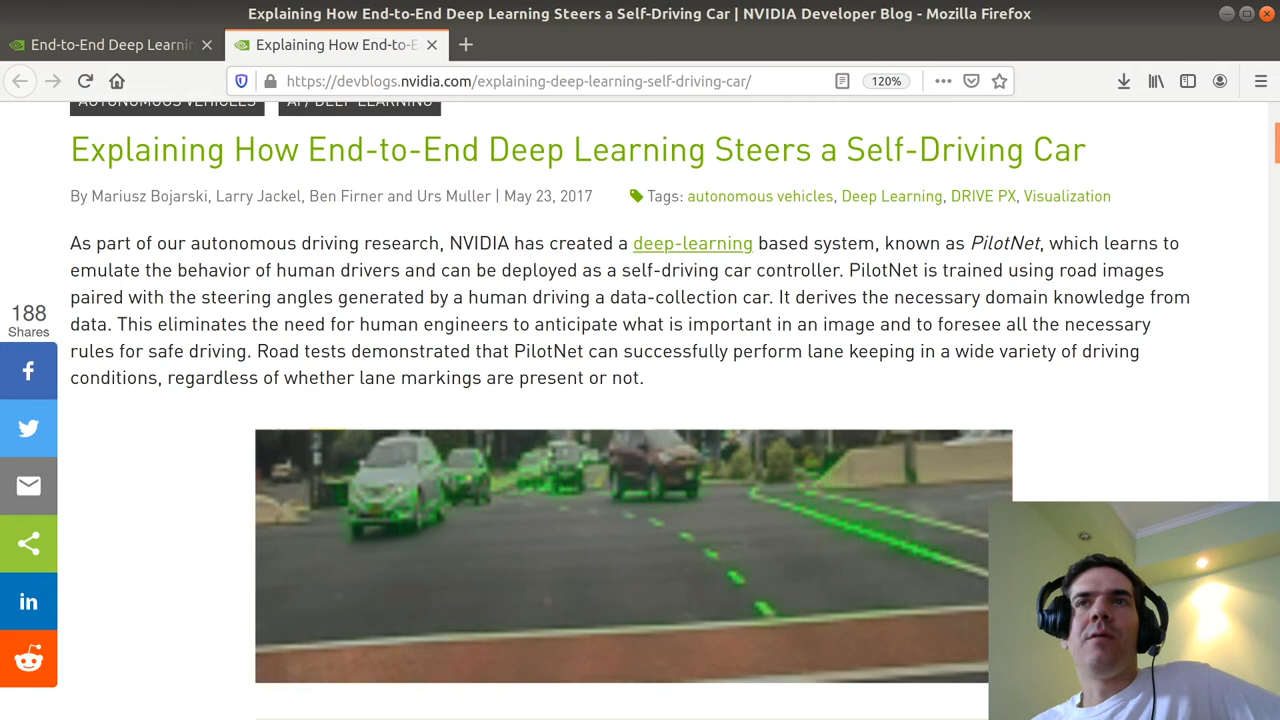 Explaining How End-to-End Deep Learning Steers a Self-Driving Car | NVIDIA Developer Blog - Mozilla Firefox
End-to-End Deep Learnin
Explaining How End-to-E
https://devblogs.nvidia.com/explaining-deep-learning-self-driving-car/
120%
AUTONOMOUS VEHICLES
AI / DEEP LEARNING
Explaining How End-to-End Deep Learning Steers a Self-Driving Car
By Mariusz Bojarski, Larry Jackel, Ben Firner and Urs Muller | May 23, 2017
Tags: autonomous vehicles, Deep Learning, DRIVE PX, Visualization
As part of our autonomous driving research, NVIDIA has created a deep-learning based system, known as PilotNet, which learns to
emulate the behavior of human drivers and can be deployed as a self-driving car controller. PilotNet is trained using road images
paired with the steering angles generated by a human driving a data-collection car. It derives the necessary domain knowledge from
data. This eliminates the need for human engineers to anticipate what is important in an image and to foresee all the necessary
rules for safe driving. Road tests demonstrated that PilotNet can successfully perform lane keeping in a wide variety of driving
conditions, regardless of whether lane markings are present or not.
188
Shares